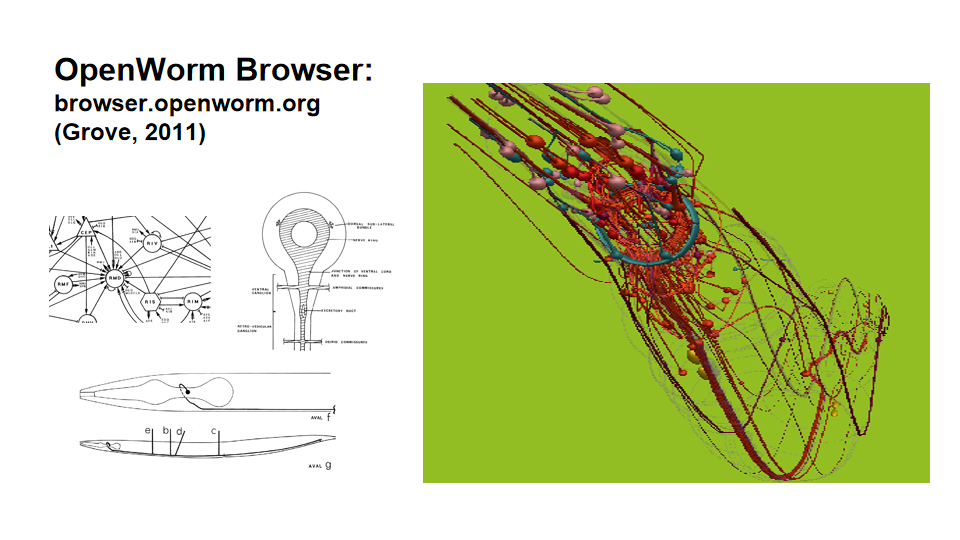 OpenWorm Browser:
browser.openworm.org
(Grove, 2011)
CEP
RIV
RMF
RMD
RIS
RIM
DORSAL SUB-LATERAL
BUNDLE
NERVE RING
JUNCTION OF VENTRAL CORD
AND NERVE RING
VENTRAL
GANGLION
AMPHIDIAL COMMISSURES
EXCRETORY DUCT
RETRO-VESICULAR
GANGLION
DEIRID COMMISSURES
AVAL f
e b d c
AVAL g